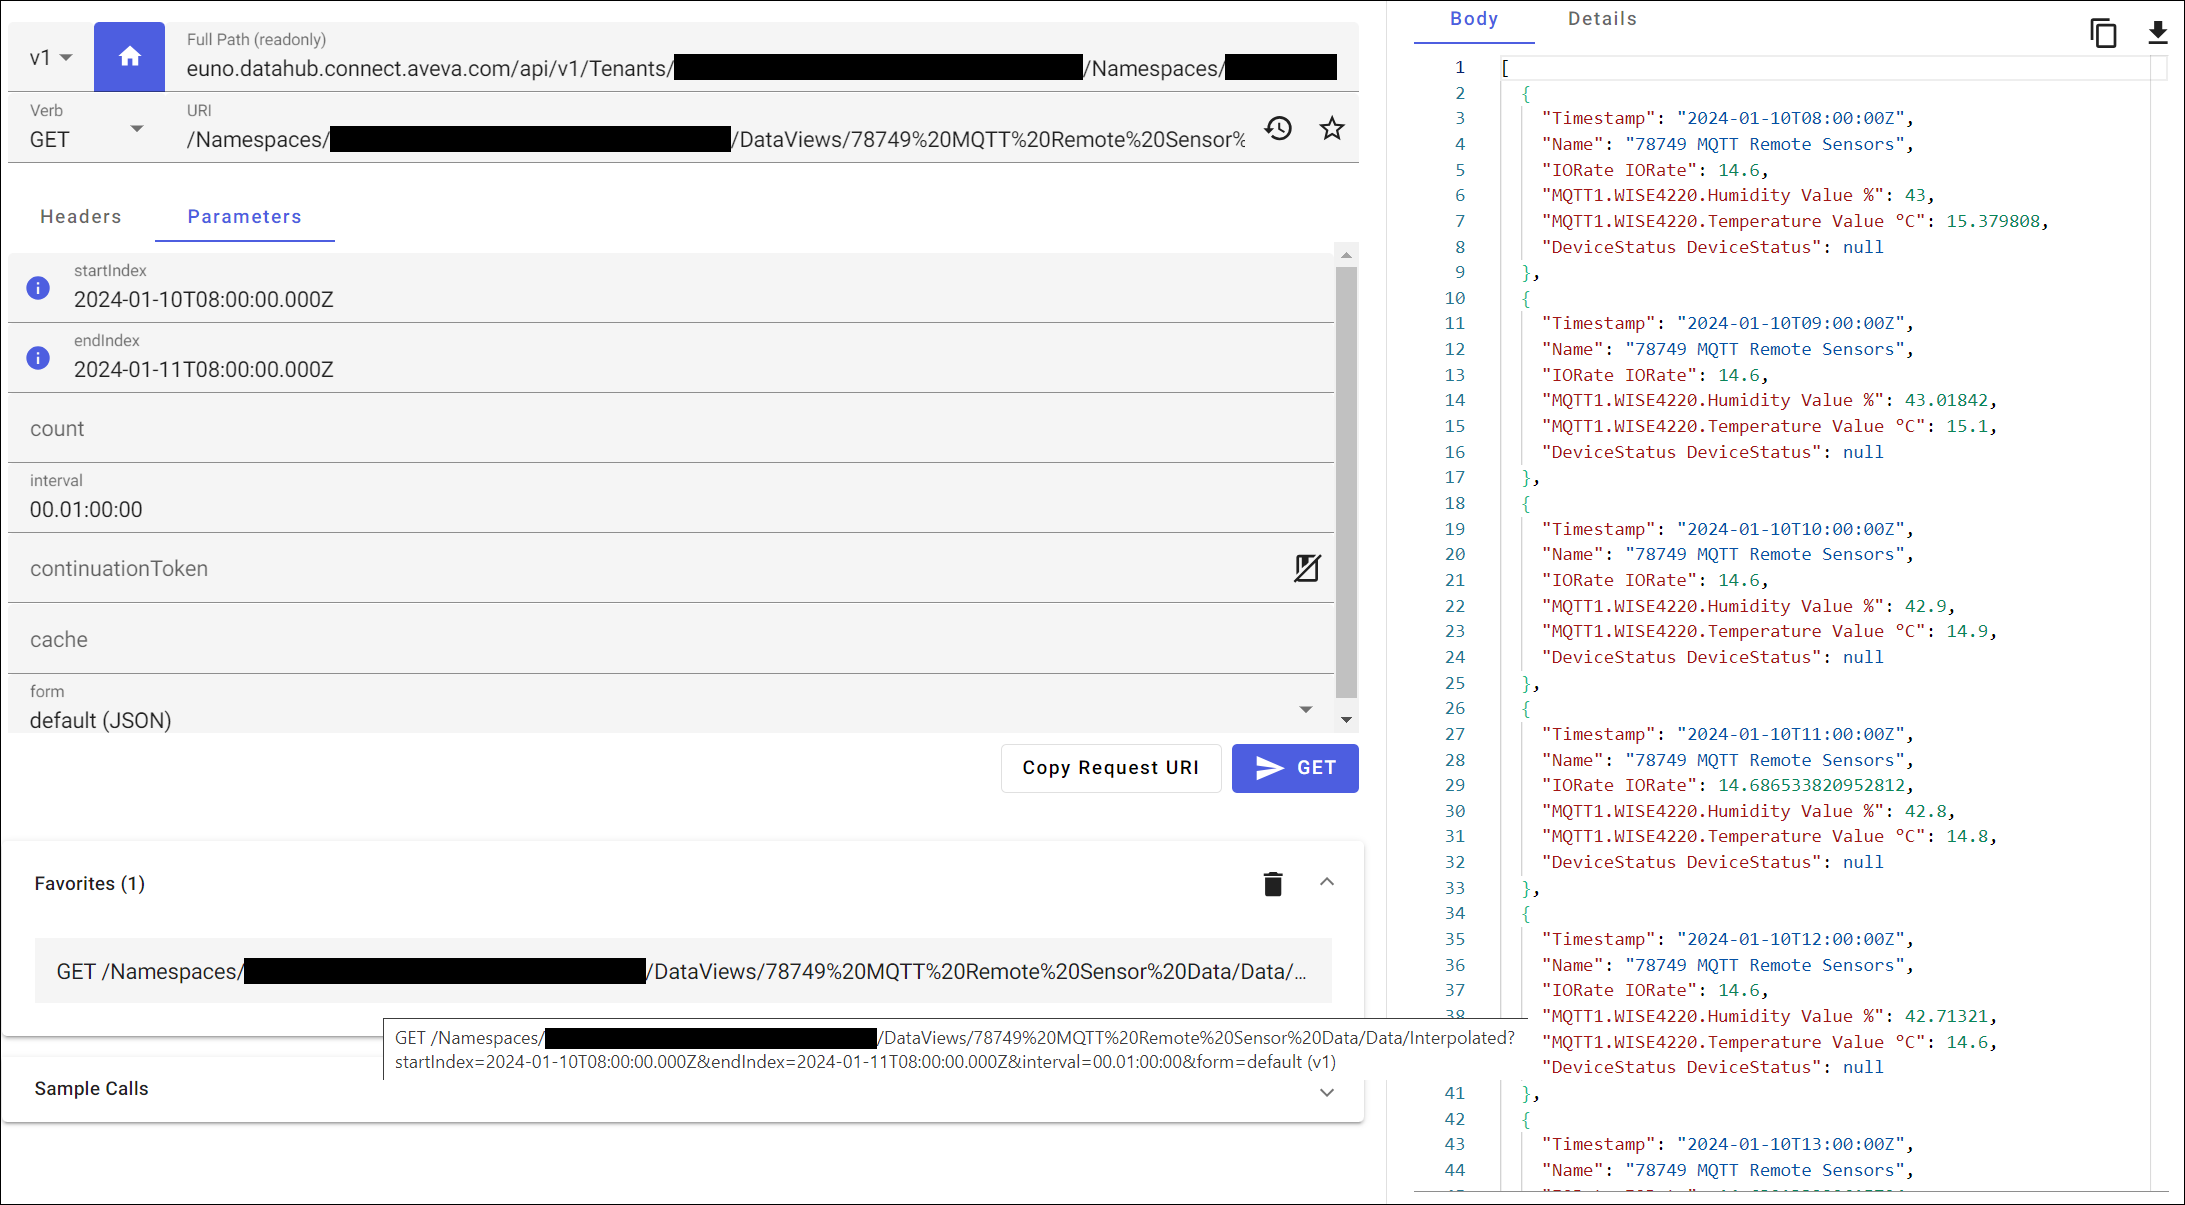 v1
Full Path (readonly)
euno.datahub.connect.aveva.com/api/v1/Tenants/ /Namespaces/
Verb
GET
URI
/Namespaces/ /DataViews/78749%20MQTT%20Remote%20Sensor%
Headers
Parameters
startIndex
2024-01-10T08:00:00.000Z
endIndex
2024-01-11T08:00:00.000Z
count
interval
00.01:00:00
continuationToken
cache
form
default (JSON)
Copy Request URI
GET
Favorites (1)
GET /Namespaces/ /DataViews/78749%20MQTT%20Remote%20Sensor%20Data/Data/...
GET /Namespaces/ /DataViews/78749%20MQTT%20Remote%20Sensor%20Data/Data/Interpolated?
startIndex=2024-01-10T08:00:00.000Z&endIndex=2024-01-11T08:00:00.000Z&interval=00.01:00:00&form=default (v1)
Sample Calls
Body
Details
1 [
2 {
3 "Timestamp": "2024-01-10T08:00:00Z",
4 "Name": "78749 MQTT Remote Sensors",
5 "IORate IORate": 14.6,
6 "MQTT1.WISE4220.Humidity Value %": 43,
7 "MQTT1.WISE4220.Temperature Value °C": 15.379808,
8 "DeviceStatus DeviceStatus": null
9 },
10 {
11 "Timestamp": "2024-01-10T09:00:00Z",
12 "Name": "78749 MQTT Remote Sensors",
13 "IORate IORate": 14.6,
14 "MQTT1.WISE4220.Humidity Value %": 43.01842,
15 "MQTT1.WISE4220.Temperature Value °C": 15.1,
16 "DeviceStatus DeviceStatus": null
17 },
18 {
19 "Timestamp": "2024-01-10T10:00:00Z",
20 "Name": "78749 MQTT Remote Sensors",
21 "IORate IORate": 14.6,
22 "MQTT1.WISE4220.Humidity Value %": 42.9,
23 "MQTT1.WISE4220.Temperature Value °C": 14.9,
24 "DeviceStatus DeviceStatus": null
25 },
26 {
27 "Timestamp": "2024-01-10T11:00:00Z",
28 "Name": "78749 MQTT Remote Sensors",
29 "IORate IORate": 14.686533820952812,
30 "MQTT1.WISE4220.Humidity Value %": 42.8,
31 "MQTT1.WISE4220.Temperature Value °C": 14.8,
32 "DeviceStatus DeviceStatus": null
33 },
34 {
35 "Timestamp": "2024-01-10T12:00:00Z",
36 "Name": "78749 MQTT Remote Sensors",
37 "IORate IORate": 14.6,
38 "MQTT1.WISE4220.Humidity Value %": 42.71321,
"MQTT1.WISE4220.Temperature Value °C": 14.6,
"DeviceStatus DeviceStatus": null
41 },
42 {
43 "Timestamp": "2024-01-10T13:00:00Z",
44 "Name": "78749 MQTT Remote Sensors",